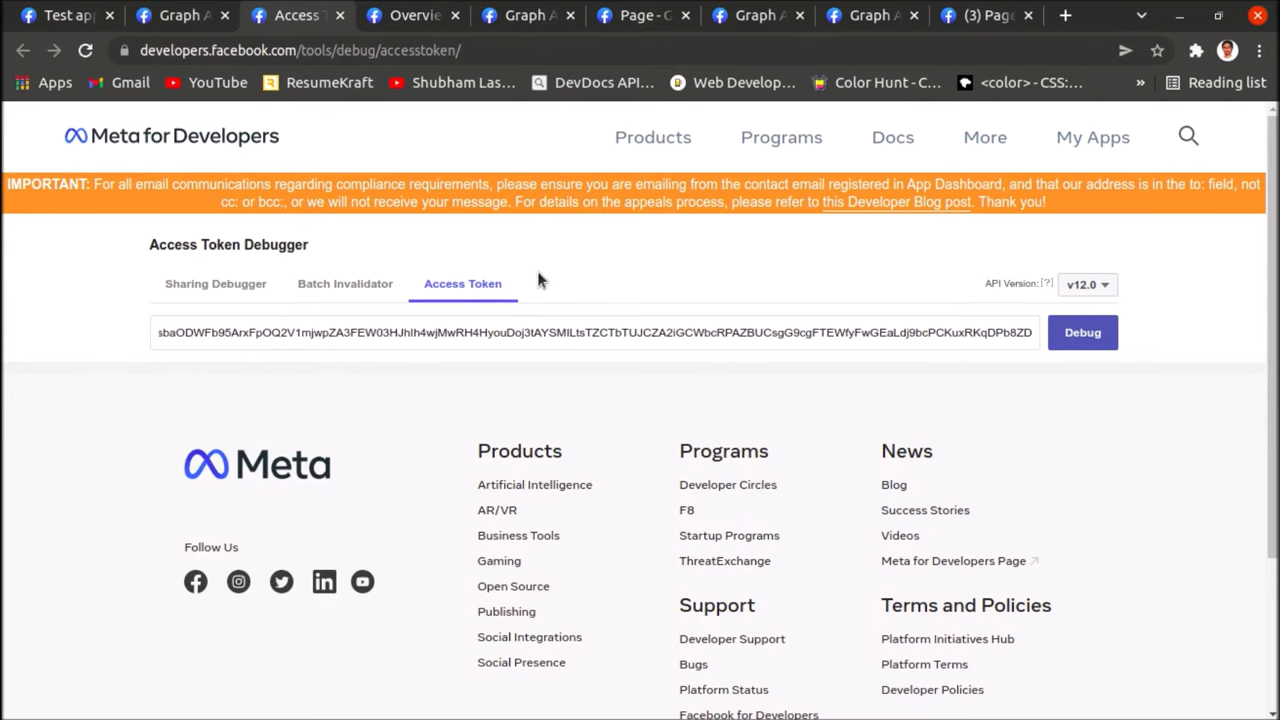 Test app
Graph A
Access T
Overvie
Graph A
Page - G
Graph A
Graph A
(3) Page
developers.facebook.com/tools/debug/accesstoken/
Apps
Gmail
YouTube
ResumeKraft
Shubham Las...
DevDocs API...
Web Develop...
Color Hunt - C...
<color> - CSS:...
»
Reading list
Meta for Developers
Products
Programs
Docs
More
My Apps
IMPORTANT: For all email communications regarding compliance requirements, please ensure you are emailing from the contact email registered in App Dashboard, and that our address is in the to: field, not
cc: or bcc:, or we will not receive your message. For details on the appeals process, please refer to this Developer Blog post. Thank you!
Access Token Debugger
Sharing Debugger
Batch Invalidator
Access Token
API Version:[?]
v12.0
sbaODWFb95ArxFpOQ2V1mjwpZA3FEW03HJhIh4wjMwRH4HyouDoj3tAYSMILtsTZCTbTUJCZA2iGCWbcRPAZBUCsgG9cgFTEWfyFwGEaLdj9bcPCKuxRKqDPb8ZD
Debug
Meta
Follow Us
Products
Artificial Intelligence
AR/VR
Business Tools
Gaming
Open Source
Publishing
Social Integrations
Social Presence
Programs
Developer Circles
F8
Startup Programs
ThreatExchange
Support
Developer Support
Bugs
Platform Status
Facebook for Developers
News
Blog
Success Stories
Videos
Meta for Developers Page
Terms and Policies
Platform Initiatives Hub
Platform Terms
Developer Policies